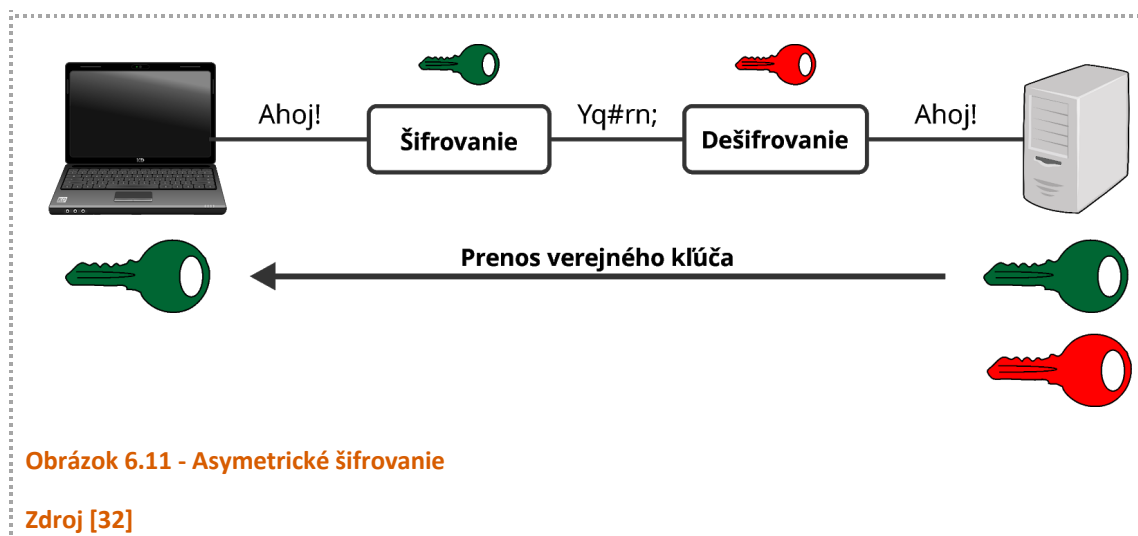 Ahoj!
Šifrovanie
Yq#rn;
Dešifrovanie
Ahoj!
Prenos verejného kľúča
Obrázok 6.11 - Asymetrické šifrovanie
Zdroj [32]